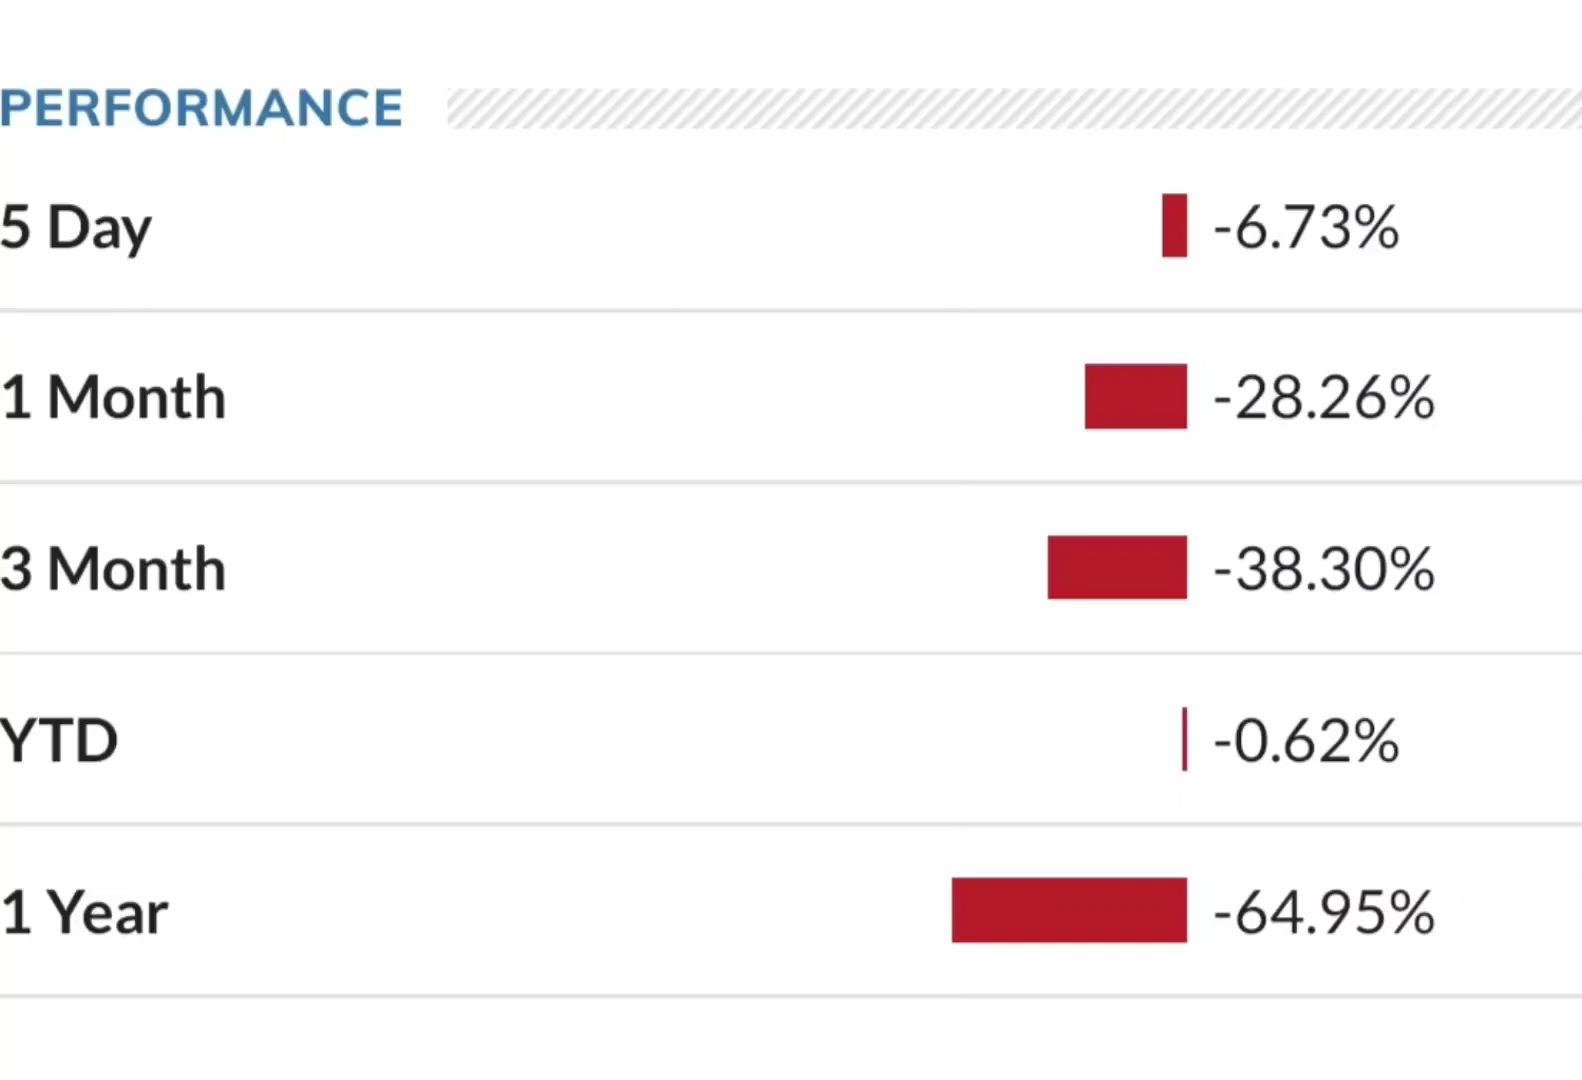 PERFORMANCE
5 Day -6.73%
1 Month -28.26%
3 Month -38.30%
YTD -0.62%
1 Year -64.95%